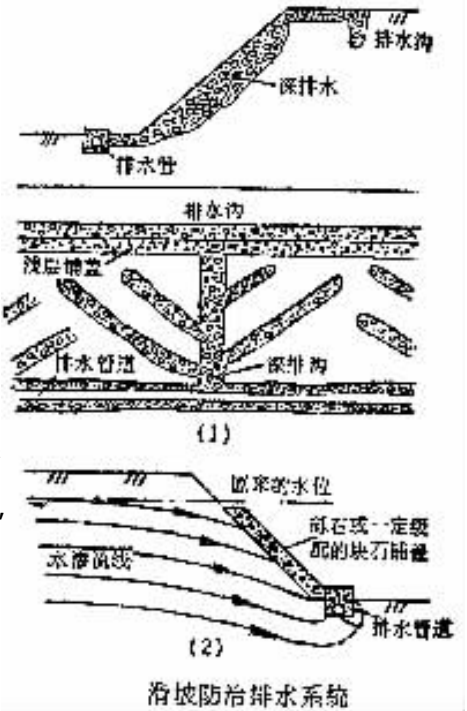 排水沟
深排水
排水管
排水沟
浅层铺盖
排水管道
深排沟
(1)
原来的水位
碎石或一定级
配的块石铺盖
水渗流线
排水管道
(2)
滑坡防治排水系统